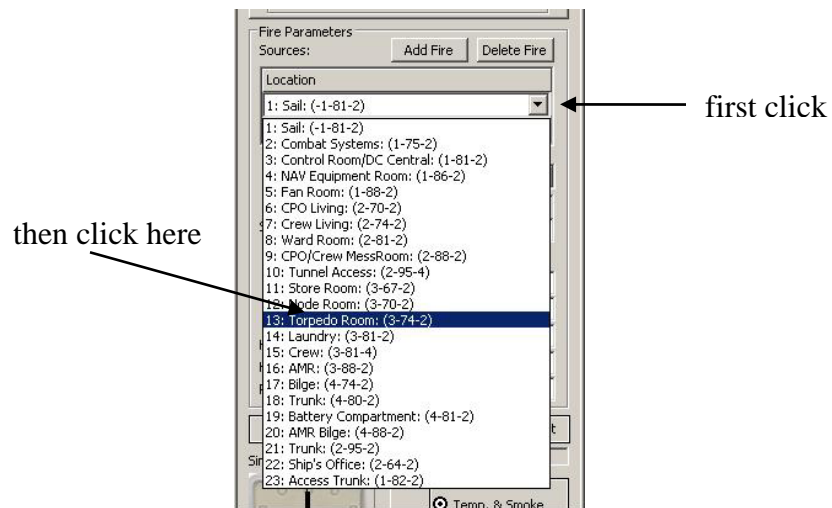 Fire Parameters
Sources: Add Fire Delete Fire
Location
1: Sail: (-1-81-2)
first click
1: Sail: (-1-81-2)
2: Combat Systems: (1-75-2)
3: Control Room/DC Central: (1-81-2)
4: NAV Equipment Room: (1-86-2)
5: Fan Room: (1-88-2)
6: CPO Living: (2-70-2)
7: Crew Living: (2-74-2)
then click here
8: Ward Room: (2-81-2)
9: CPO/Crew MessRoom: (2-88-2)
10: Tunnel Access: (2-95-4)
11: Store Room: (3-67-2)
12: Node Room: (3-70-2)
13: Torpedo Room: (3-74-2)
14: Laundry: (3-81-2)
15: Crew: (3-81-4)
16: AMR: (3-88-2)
17: Bilge: (4-74-2)
18: Trunk: (4-80-2)
19: Battery Compartment: (4-81-2)
20: AMR Bilge: (4-88-2)
21: Trunk: (2-95-2)
22: Ship's Office: (2-64-2)
23: Access Trunk: (1-82-2)
Temp. & Smoke